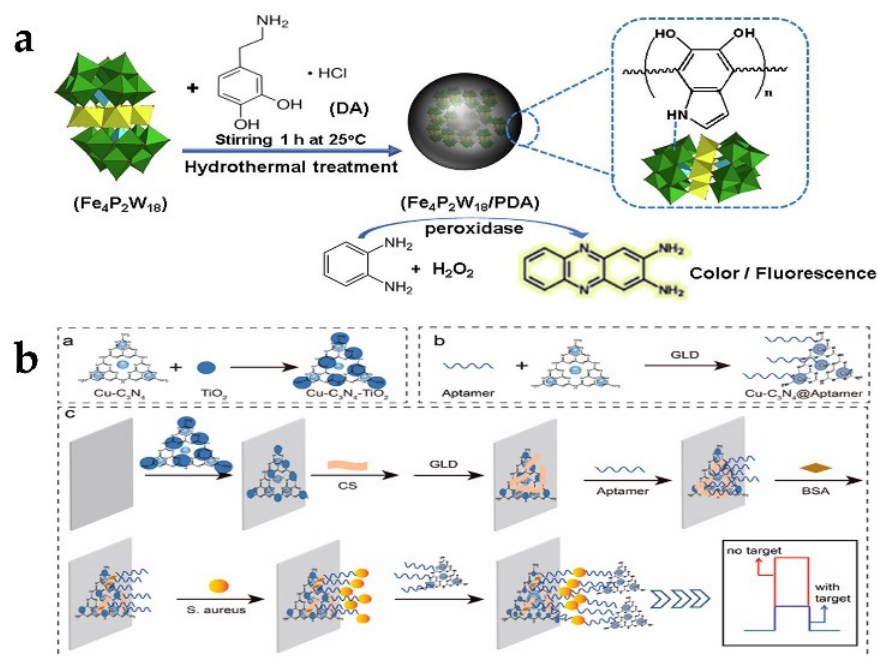 a
NH₂
+
· HCl
OH
OH
(DA)
Stirring 1 h at 25°C
Hydrothermal treatment
(Fe₄P₂W₁₈)
(Fe₄P₂W₁₈/PDA)
HO
OH
n
HN
peroxidase
NH₂
NH₂
+ H₂O₂
N
N
NH₂
NH₂
Color / Fluorescence
b
a
Cu-C₃N₄
+
TiO₂
Cu-C₃N₄-TiO₂
b
Aptamer
+
GLD
Cu-C₃N₄@Aptamer
c
CS
GLD
Aptamer
BSA
S. aureus
no target
with
target